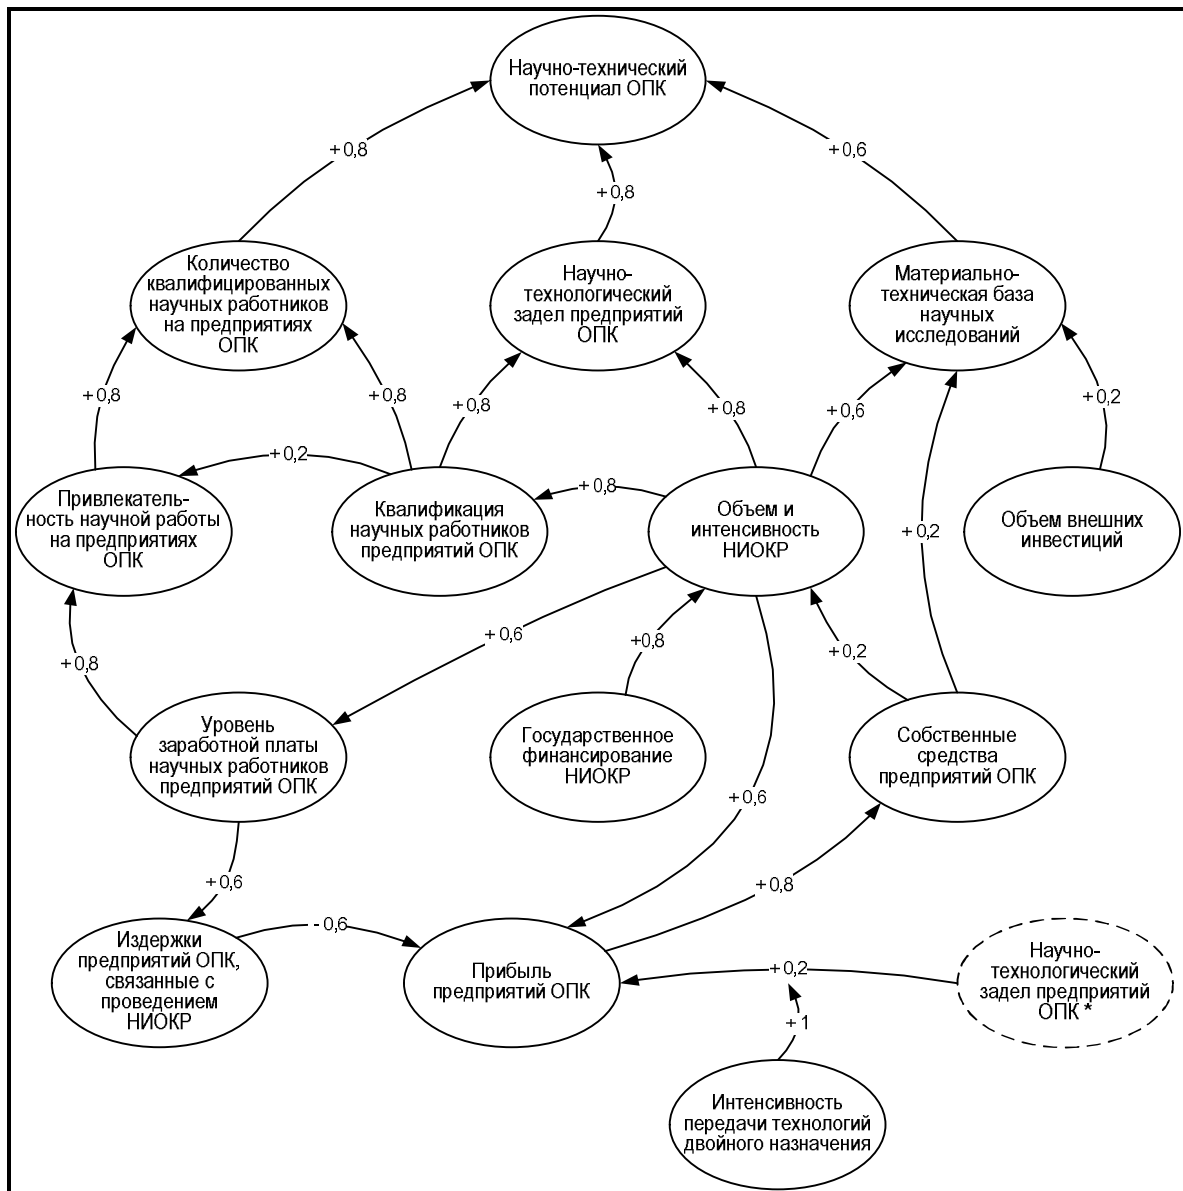 Научно-технический
потенциал ОПК
+0,8
+0,6
+0,8
Количество
квалифицированных
научных работников
на предприятиях
ОПК
Научно-
технологический
задел предприятий
ОПК
Материально-
техническая база
научных
исследований
+0,8
+0,8
+0,8
+0,8
+0,6
+0,2
+0,2
+0,8
Привлекатель-
ность научной работы
на предприятиях
ОПК
Квалификация
научных работников
предприятий ОПК
Объем и
интенсивность
НИОКР
Объем внешних
инвестиций
+0,2
+0,6
+0,8
+0,2
+0,8
Уровень
заработной платы
научных работников
предприятий ОПК
Государственное
финансирование
НИОКР
Собственные
средства
предприятий ОПК
+0,6
+0,6
+0,8
-0,6
Издержки
предприятий ОПК,
связанные с
проведением
НИОКР
Прибыль
предприятий ОПК
+0,2
Научно-
технологический
задел предприятий
ОПК *
+1
Интенсивность
передачи технологий
двойного назначения